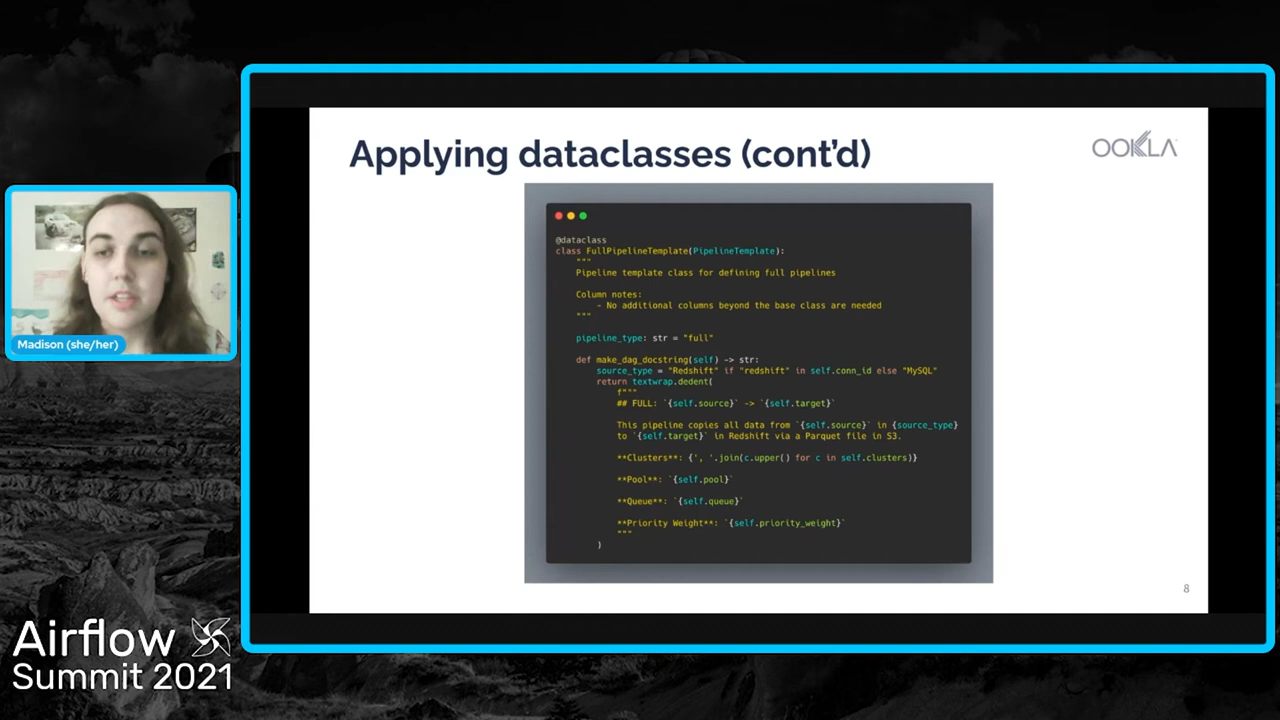 Applying dataclasses (cont'd)
OOKLA
@dataclass
class FullPipelineTemplate(PipelineTemplate):
"""
Pipeline template class for defining full pipelines
Column notes:
- No additional columns beyond the base class are needed
"""
pipeline_type: str = "full"
def make_dag_docstring(self) -> str:
source_type = "Redshift" if "redshift" in self.conn_id else "MySQL"
return textwrap.dedent(
f"""
## FULL: `{self.source}` -> `{self.target}`
This pipeline copies all data from `{self.source}` in {source_type}
to `{self.target}` in Redshift via a Parquet file in S3.
**Clusters**: {', '.join(c.upper() for c in self.clusters)}
**Pool**: `{self.pool}`
**Queue**: `{self.queue}`
**Priority Weight**: `{self.priority_weight}`
"""
)
8
Madison (she/her)
Airflow
Summit 2021